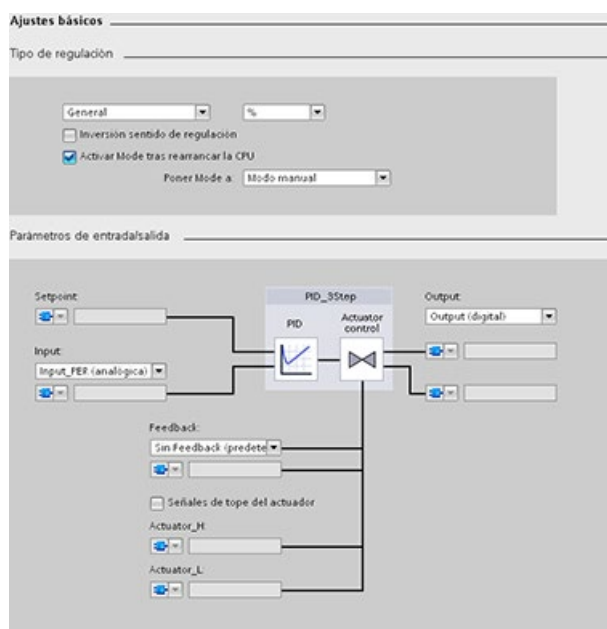 Ajustes básicos
Tipo de regulación
General
%
Inversión sentido de regulación
Activar Mode tras rearrancar la CPU
Poner Mode a: Modo manual
Parámetros de entrada/salida
Setpoint:
PID_3Step
Output:
PID
Actuator control
Output (digital)
Input:
Input_PER (analógica)
Feedback:
Sin Feedback (predete
Señales de tope del actuador
Actuator_H:
Actuator_L: